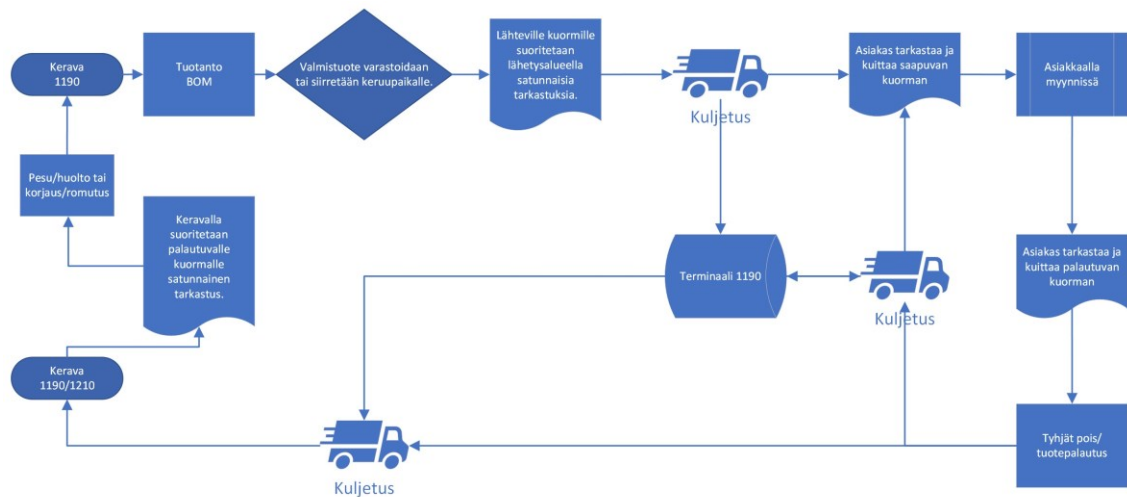 Kerava
1190
Tuotanto
BOM
Valmistuote varastoidaan
tai siirretään keruupaikalle.
Lähteville kuormille
suoritetaan
lähetysalueella
satunnaisia
tarkastuksia.
Kuljetus
Asiakas tarkastaa ja
kuittaa saapuvan
kuorman
Asiakkaalla
myynnissä
Pesu/huolto tai
korjaus/romutus
Keravalla
suoritetaan
palautuvalle
kuormalle
satunnainen
tarkastus.
Terminaali 1190
Kuljetus
Asiakas tarkastaa ja
kuittaa palautuvan
kuorman
Kerava
1190/1210
Kuljetus
Tyhjät pois/
tuotepalautus